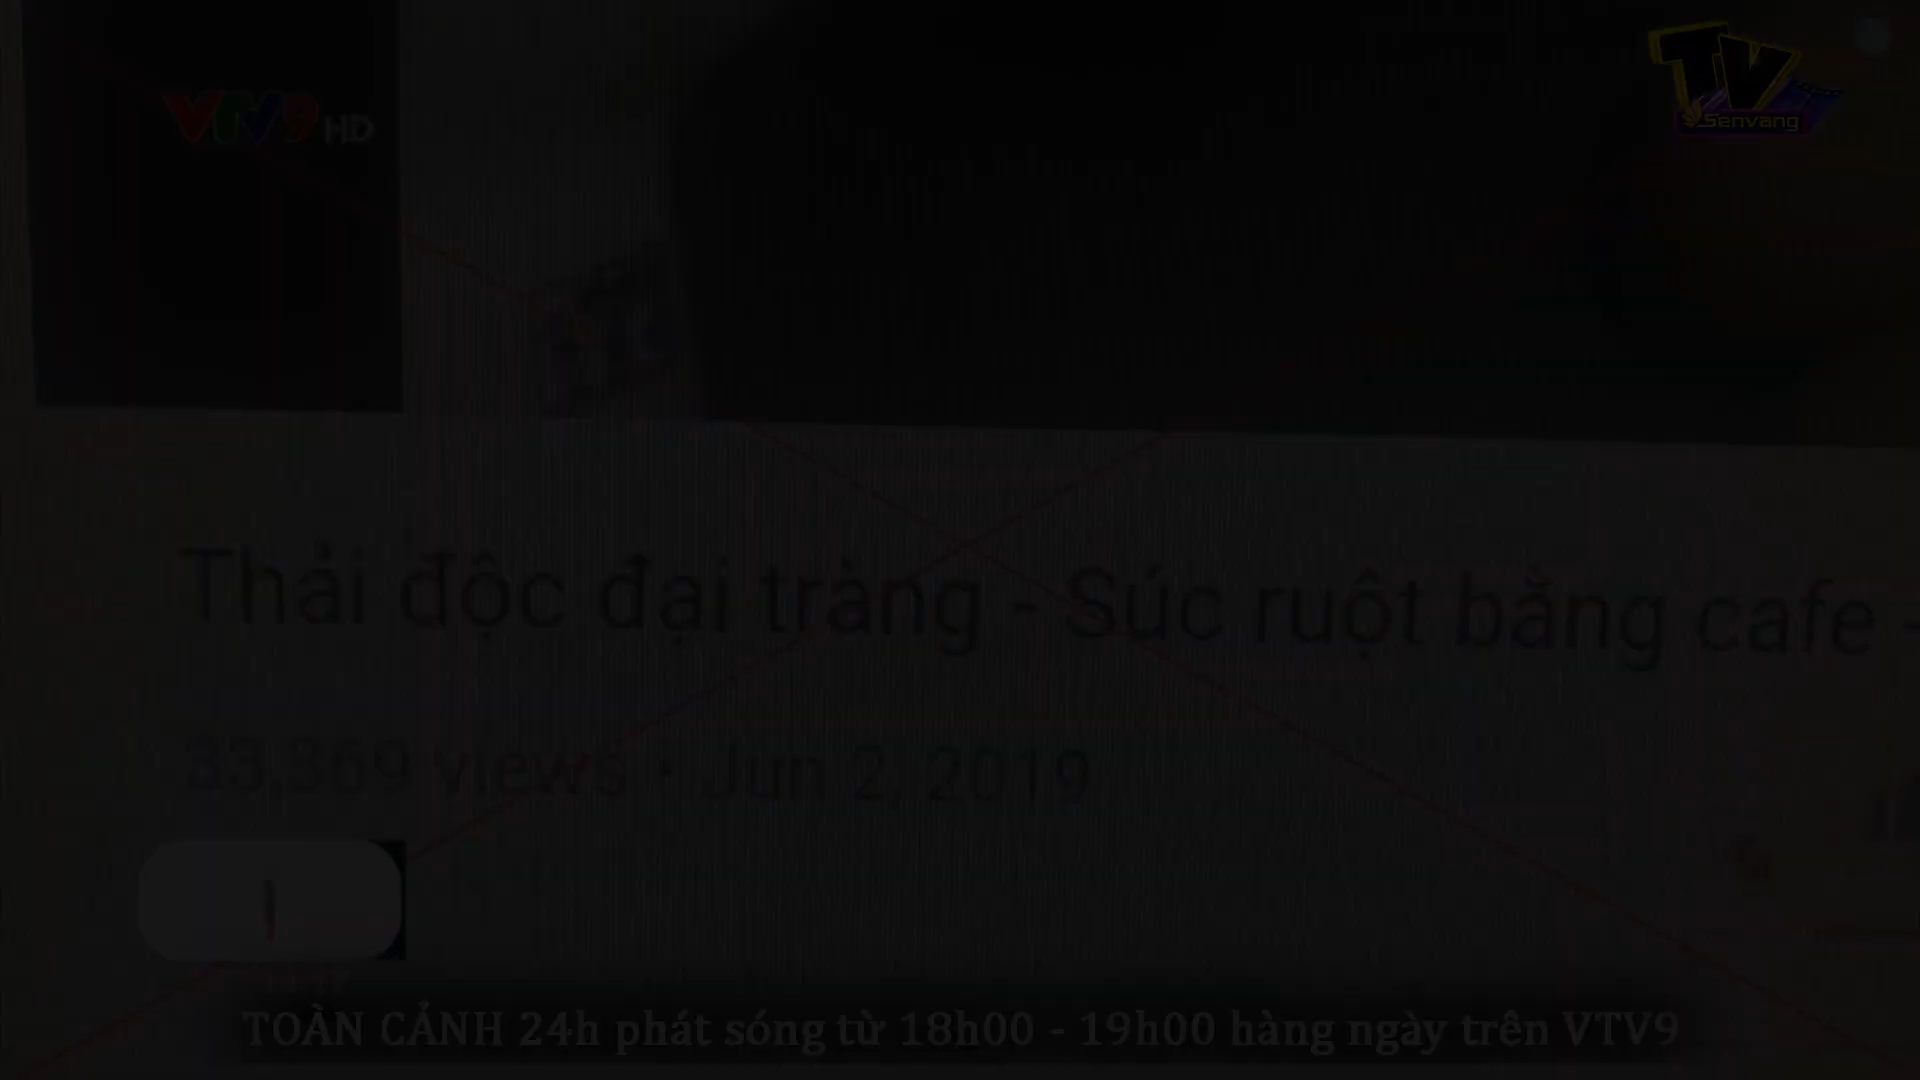 VTV9 HD
TV
Senvang
Thải độc đại tràng - Súc ruột bằng cafe -
33,369 views · Jun 2, 2019
TOÀN CẢNH 24h phát sóng từ 18h00 - 19h00 hàng ngày trên VTV9